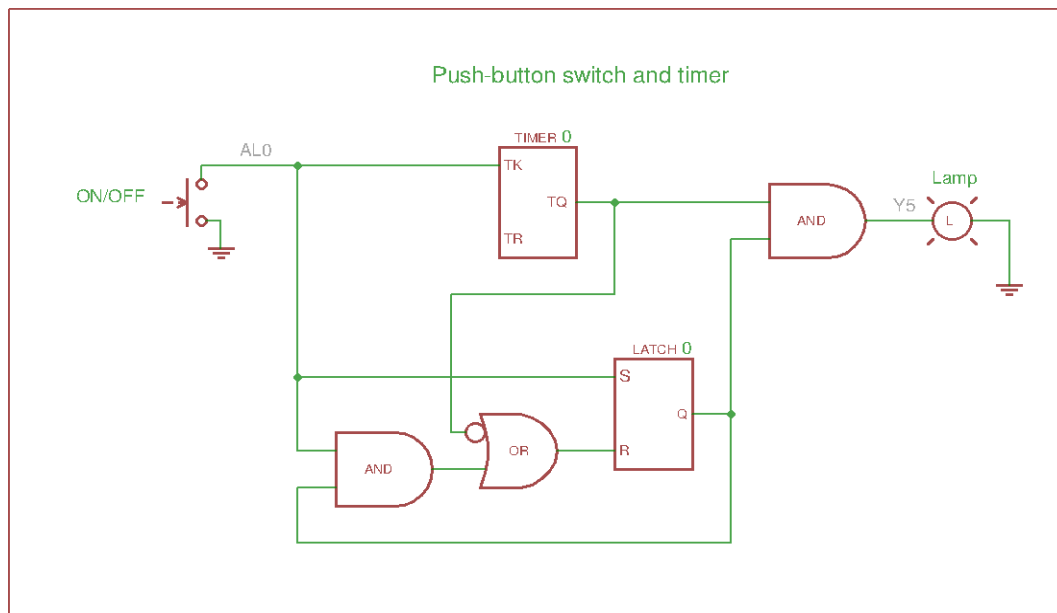 Push-button switch and timer
TIMER 0
AL0
TK
ON/OFF
Lamp
TQ
Y5
AND
L
TR
LATCH 0
S
Q
OR
R
AND